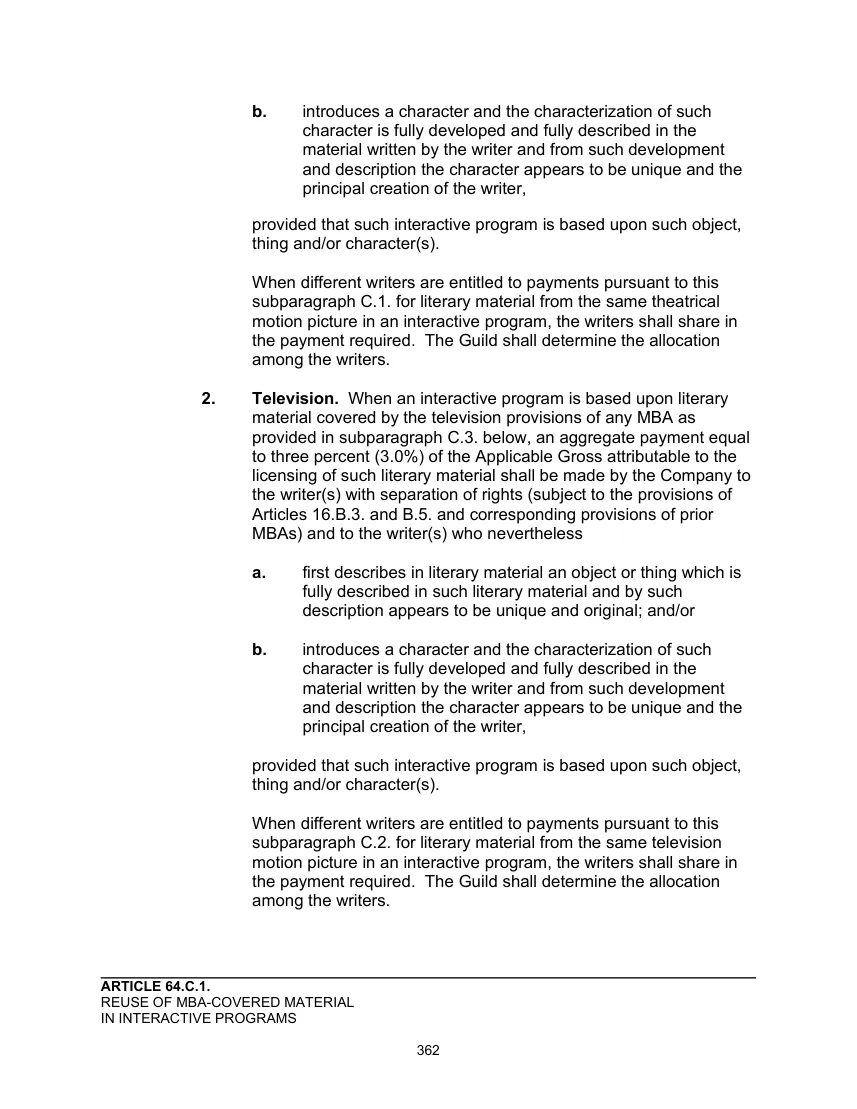 b. introduces a character and the characterization of such
character is fully developed and fully described in the
material written by the writer and from such development
and description the character appears to be unique and the
principal creation of the writer,
provided that such interactive program is based upon such object,
thing and/or character(s).
When different writers are entitled to payments pursuant to this
subparagraph C.1. for literary material from the same theatrical
motion picture in an interactive program, the writers shall share in
the payment required.  The Guild shall determine the allocation
among the writers.
2. Television.  When an interactive program is based upon literary
material covered by the television provisions of any MBA as
provided in subparagraph C.3. below, an aggregate payment equal
to three percent (3.0%) of the Applicable Gross attributable to the
licensing of such literary material shall be made by the Company to
the writer(s) with separation of rights (subject to the provisions of
Articles 16.B.3. and B.5. and corresponding provisions of prior
MBAs) and to the writer(s) who nevertheless
a. first describes in literary material an object or thing which is
fully described in such literary material and by such
description appears to be unique and original; and/or
b. introduces a character and the characterization of such
character is fully developed and fully described in the
material written by the writer and from such development
and description the character appears to be unique and the
principal creation of the writer,
provided that such interactive program is based upon such object,
thing and/or character(s).
When different writers are entitled to payments pursuant to this
subparagraph C.2. for literary material from the same television
motion picture in an interactive program, the writers shall share in
the payment required.  The Guild shall determine the allocation
among the writers.
ARTICLE 64.C.1.
REUSE OF MBA-COVERED MATERIAL
IN INTERACTIVE PROGRAMS
362